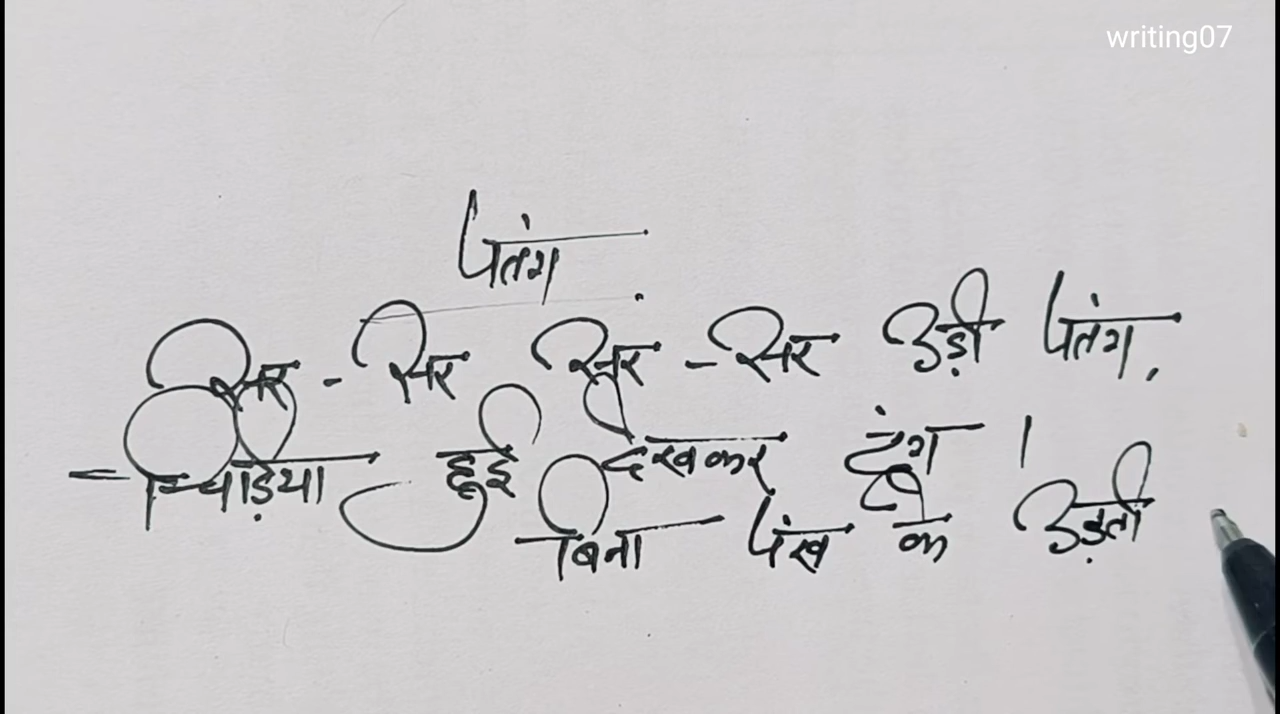 writing07
पतंग
सर - सर सर - सर उड़ी पतंग,
चिड़िया हुई देखकर दंग ।
बिना पंख के उड़ती